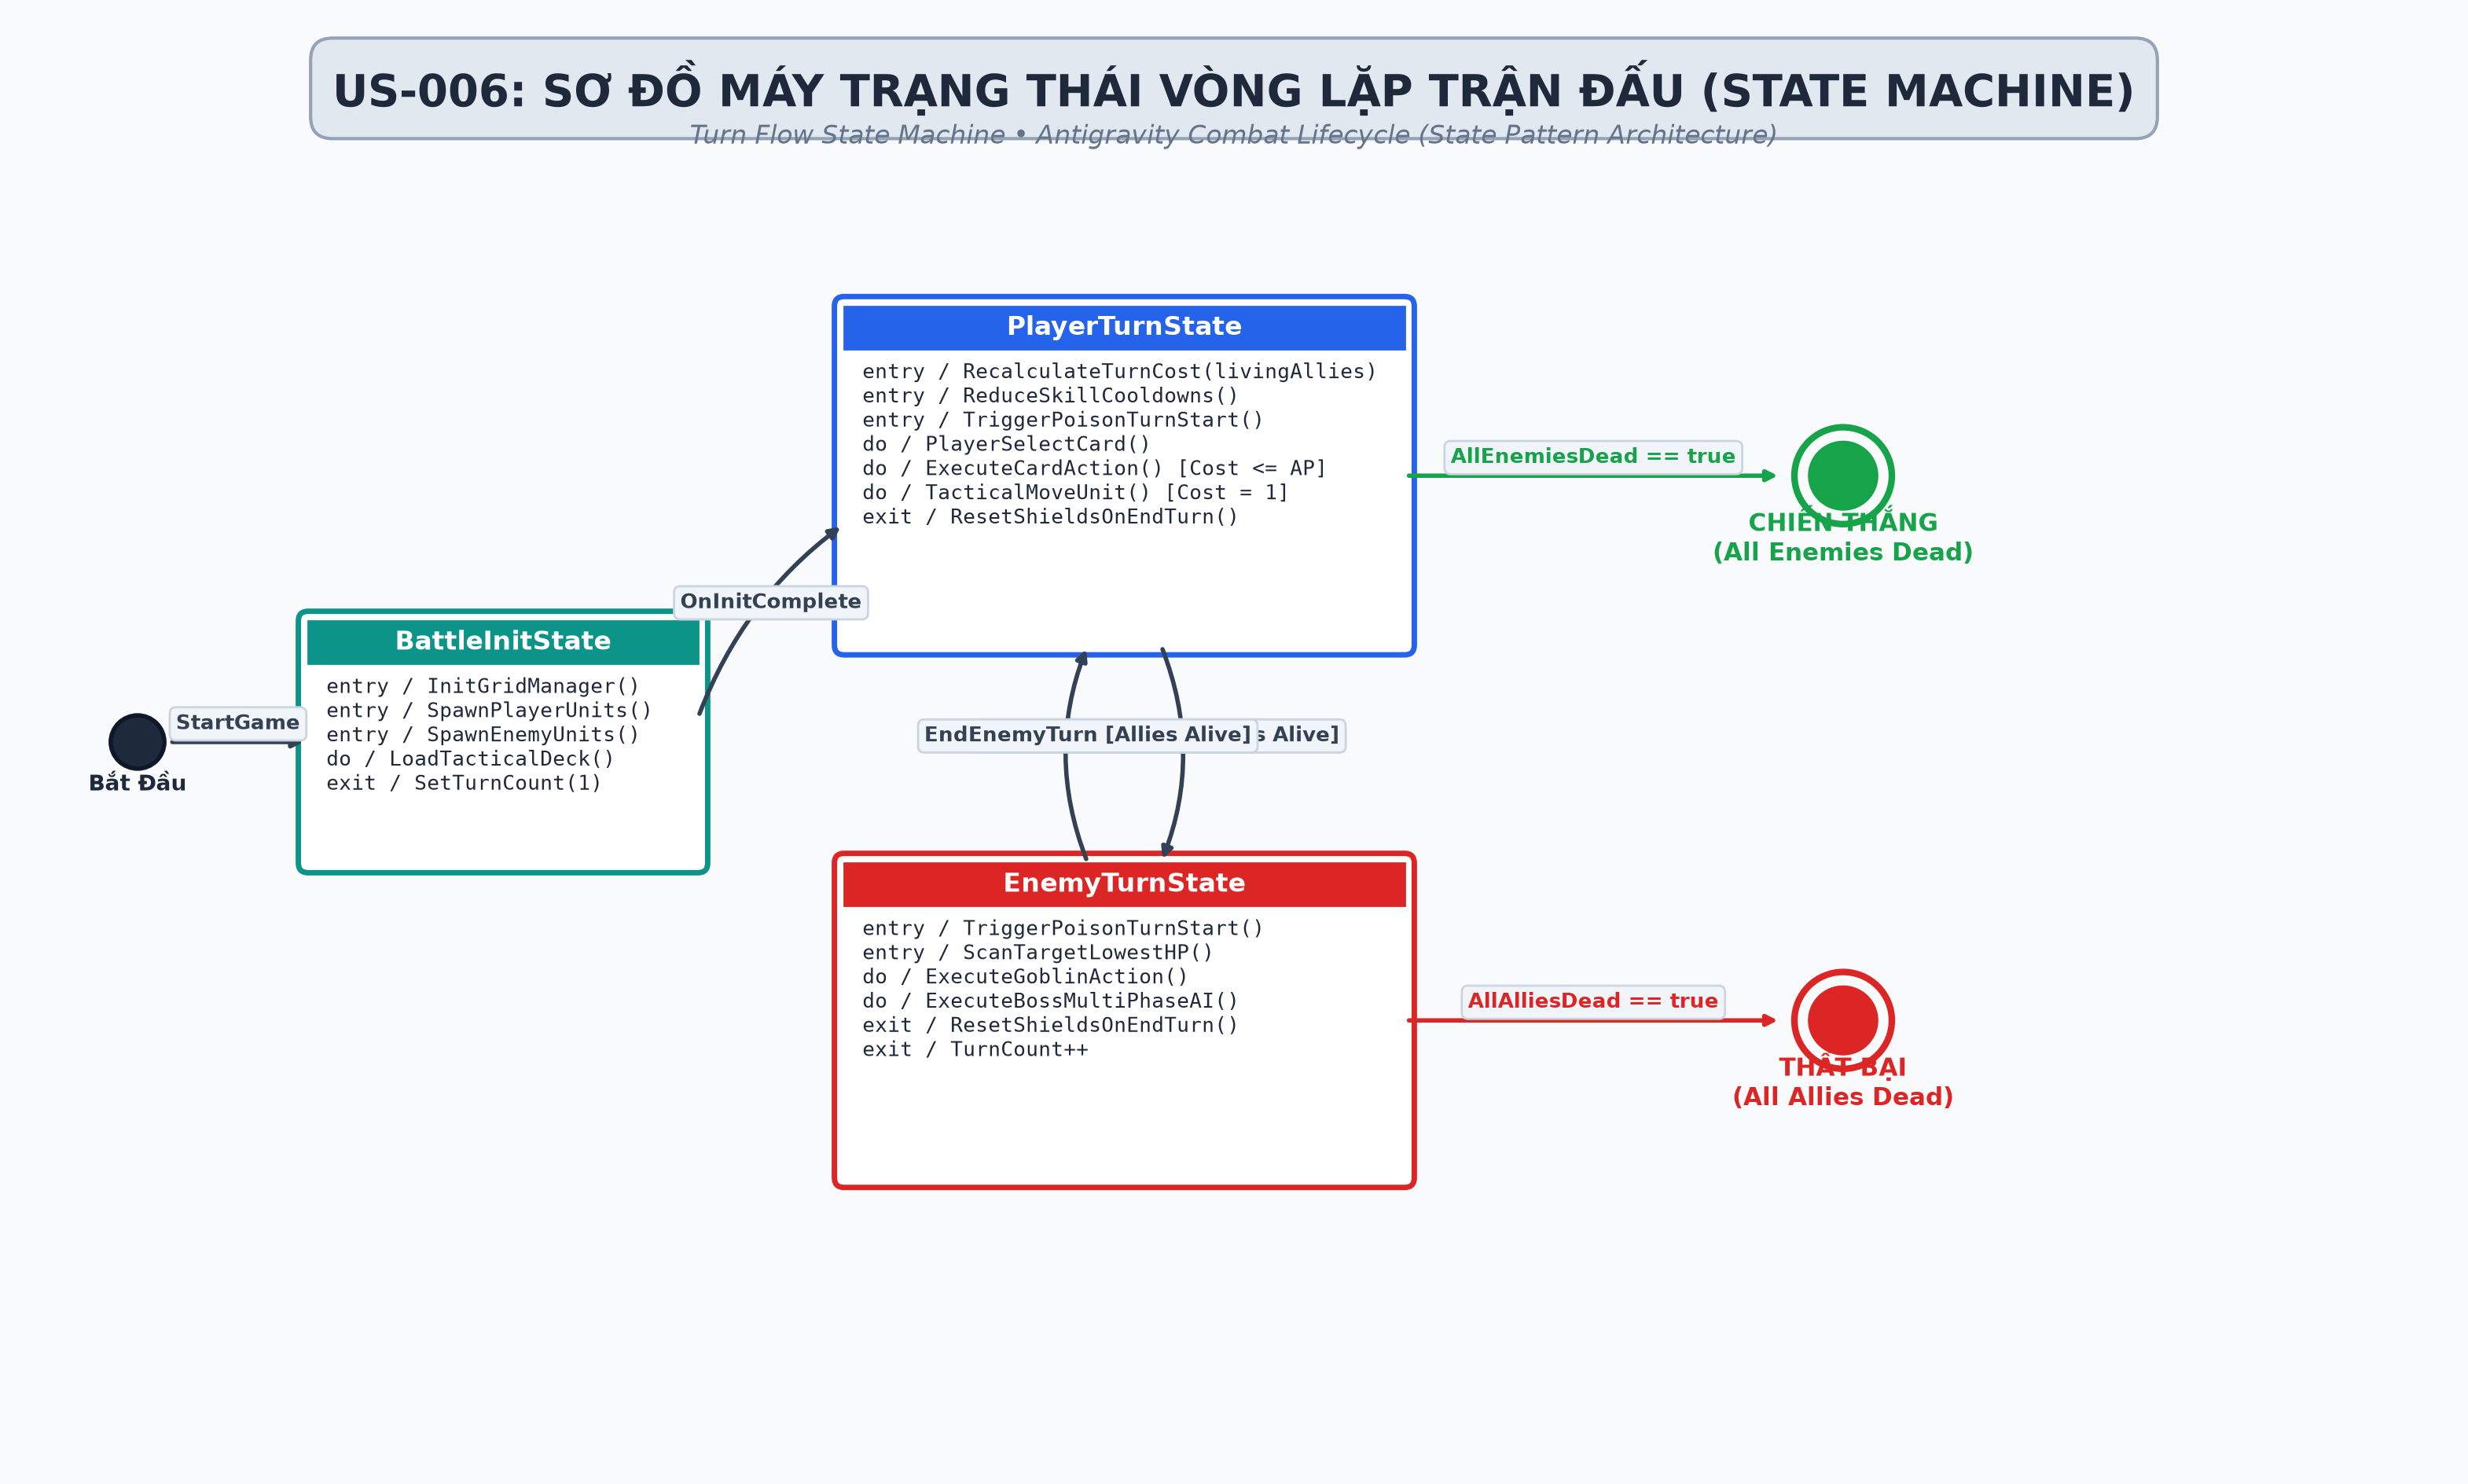 US-006: SƠ ĐỒ MÁY TRẠNG THÁI VÒNG LẶP TRẬN ĐẤU (STATE MACHINE)
Turn Flow State Machine • Antigravity Combat Lifecycle (State Pattern Architecture)
PlayerTurnState
entry / RecalculateTurnCost(livingAllies)
entry / ReduceSkillCooldowns()
entry / TriggerPoisonTurnStart()
do / PlayerSelectCard()
do / ExecuteCardAction() [Cost <= AP]
do / TacticalMoveUnit() [Cost = 1]
exit / ResetShieldsOnEndTurn()
AllEnemiesDead == true
CHIẾN THẮNG
(All Enemies Dead)
OnInitComplete
BattleInitState
entry / InitGridManager()
entry / SpawnPlayerUnits()
entry / SpawnEnemyUnits()
do / LoadTacticalDeck()
exit / SetTurnCount(1)
StartGame
Bắt Đầu
EndEnemyTurn [Allies Alive]
Alive]
EnemyTurnState
entry / TriggerPoisonTurnStart()
entry / ScanTargetLowestHP()
do / ExecuteGoblinAction()
do / ExecuteBossMultiPhaseAI()
exit / ResetShieldsOnEndTurn()
exit / TurnCount++
AllAlliesDead == true
THẤT BẠI
(All Allies Dead)